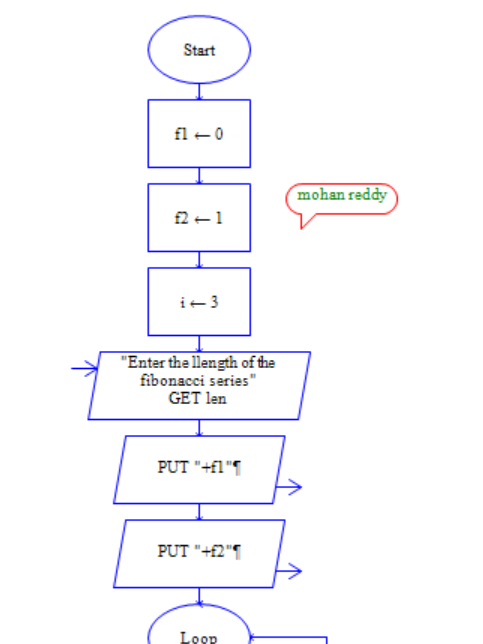 Start
f1 ← 0
mohan reddy
f2 ← 1
i ← 3
"Enter the llength of the
fibonacci series"
GET len
PUT "+f1"¶
PUT "+f2"¶
Loop